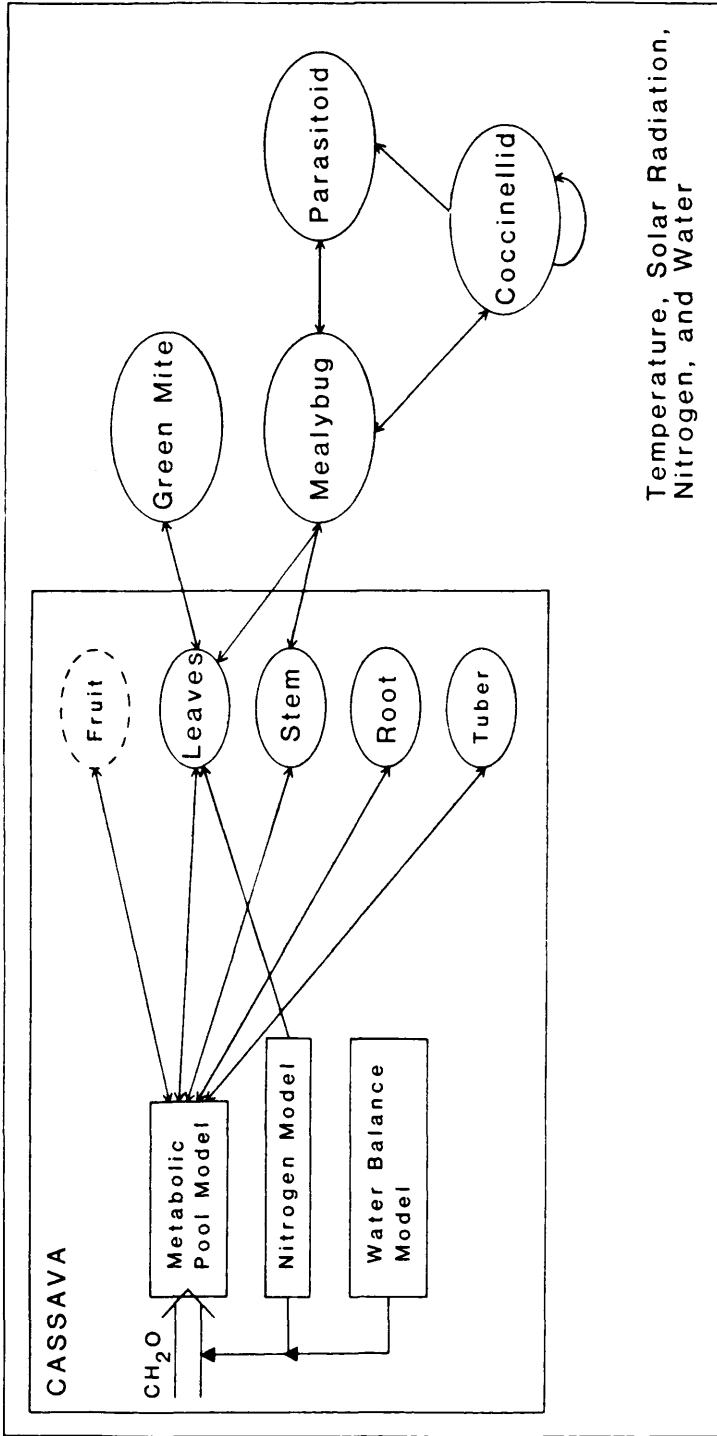 CASSAVA
CH₂O
Metabolic
Pool Model
Nitrogen Model
Water Balance
Model
Fruit
Leaves
Stem
Root
Tuber
Green Mite
Mealybug
Parasitoid
Coccinellid
Temperature, Solar Radiation,
Nitrogen, and Water